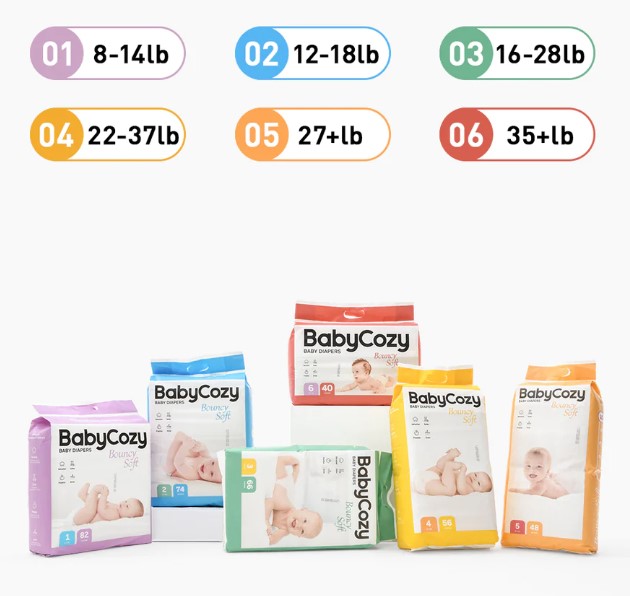 01 8-14lb
02 12-18lb
03 16-28lb
04 22-37lb
05 27+lb
06 35+lb
BabyCozy
BABY DIAPERS
Bouncy
Soft
6 40
BabyCozy
BABY DIAPERS
Bouncy
Soft
2 74
BabyCozy
BABY DIAPERS
Bouncy
Soft
4 56
BabyCozy
BABY DIAPERS
Bouncy
Soft
5 48
BabyCozy
BABY DIAPERS
Bouncy
Soft
1 82
BabyCozy
BABY DIAPERS
Bouncy
Soft
3 66